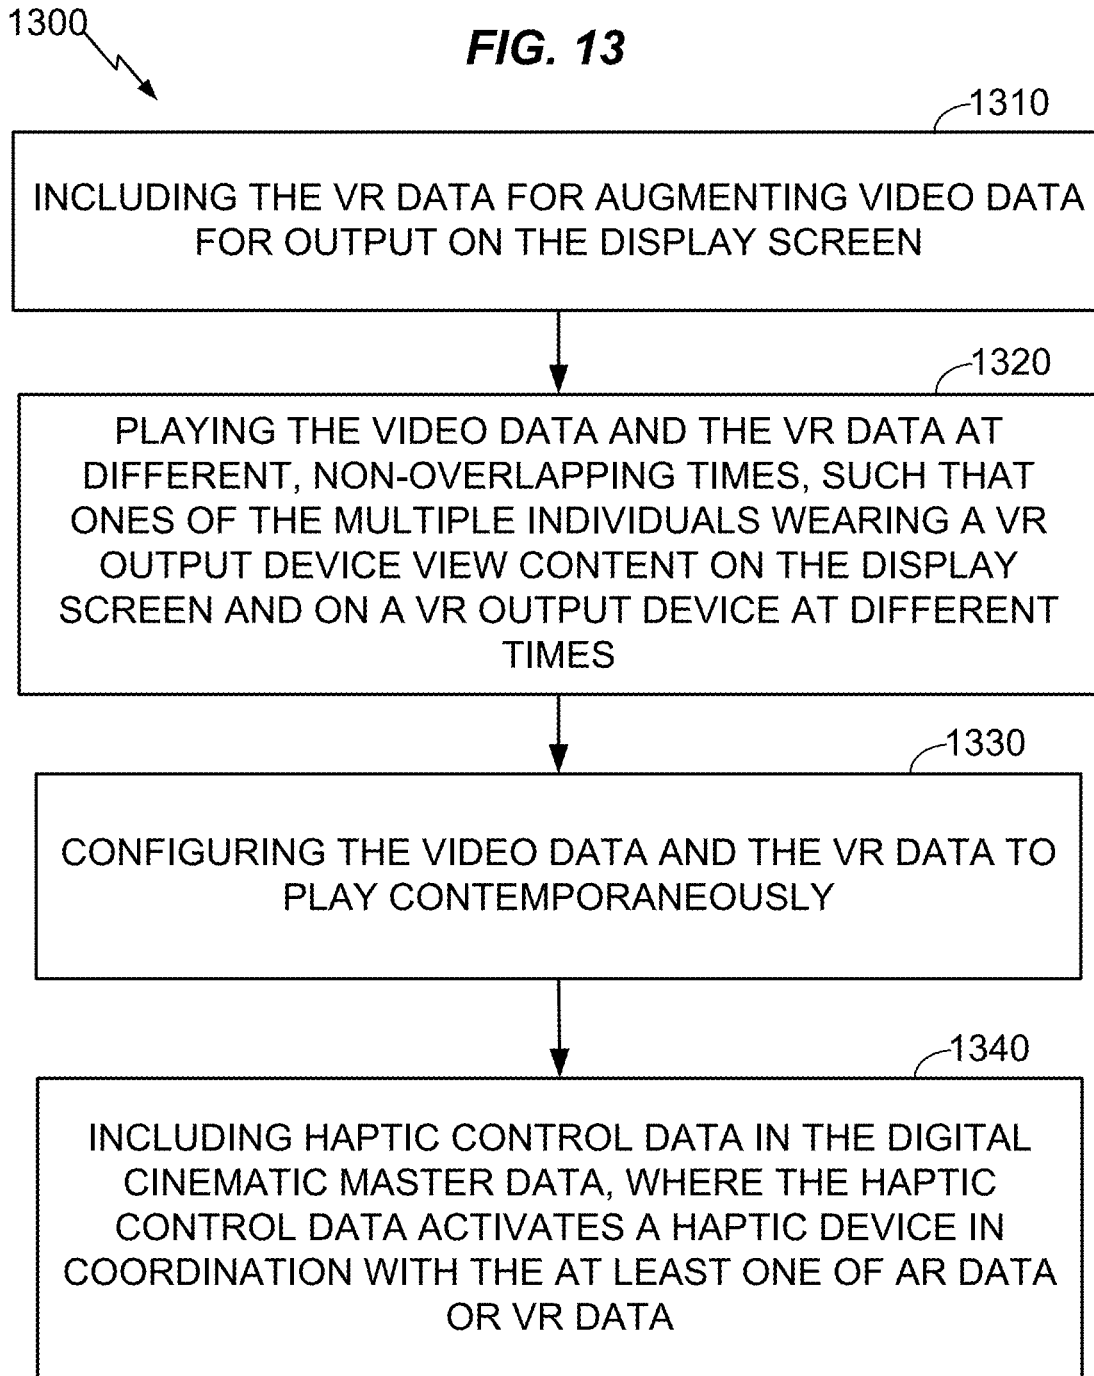 1300
FIG. 13
1310
INCLUDING THE VR DATA FOR AUGMENTING VIDEO DATA
FOR OUTPUT ON THE DISPLAY SCREEN
1320
PLAYING THE VIDEO DATA AND THE VR DATA AT
DIFFERENT, NON-OVERLAPPING TIMES, SUCH THAT
ONES OF THE MULTIPLE INDIVIDUALS WEARING A VR
OUTPUT DEVICE VIEW CONTENT ON THE DISPLAY
SCREEN AND ON A VR OUTPUT DEVICE AT DIFFERENT
TIMES
1330
CONFIGURING THE VIDEO DATA AND THE VR DATA TO
PLAY CONTEMPORANEOUSLY
1340
INCLUDING HAPTIC CONTROL DATA IN THE DIGITAL
CINEMATIC MASTER DATA, WHERE THE HAPTIC
CONTROL DATA ACTIVATES A HAPTIC DEVICE IN
COORDINATION WITH THE AT LEAST ONE OF AR DATA
OR VR DATA